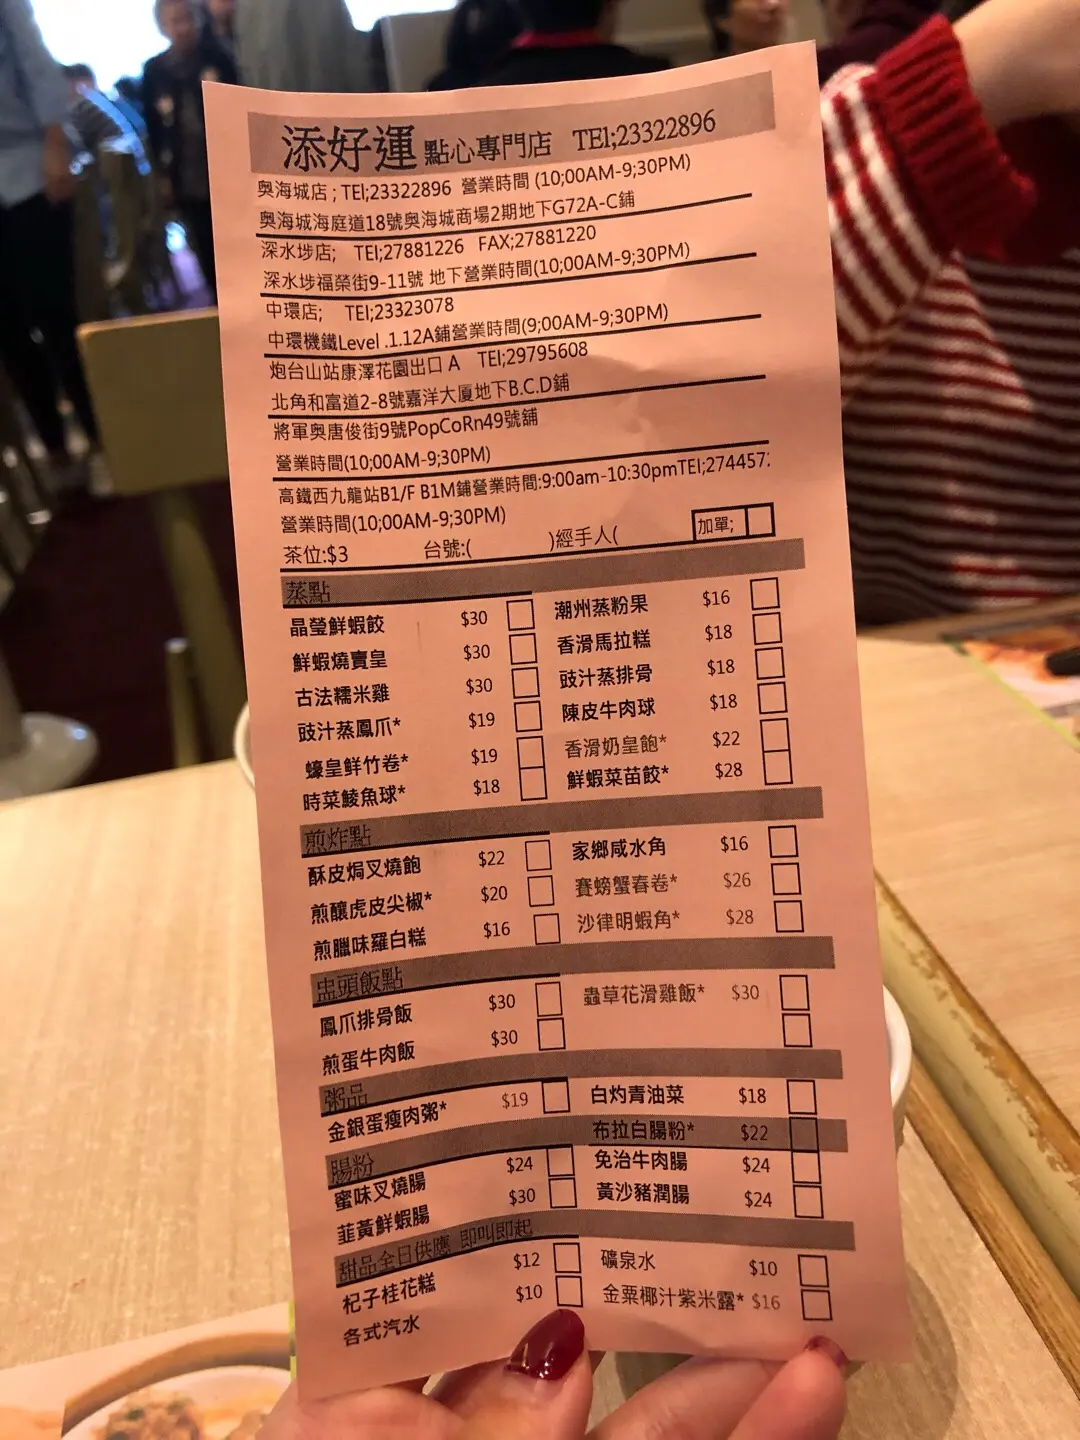 添好運 點心專門店 TEl;23322896
奧海城店 ; TEl;23322896 營業時間 (10;00AM-9;30PM)
奧海城海庭道18號奧海城商場2期地下G72A-C鋪
深水埗店; TEl;27881226 FAX;27881220
深水埗福榮街9-11號 地下營業時間(10;00AM-9;30PM)
中環店; TEl;23323078
中環機鐵Level .1.12A鋪營業時間(9;00AM-9;30PM)
炮台山站康澤花園出口 A TEl;29795608
北角和富道2-8號嘉洋大厦地下B.C.D鋪
將軍奧唐俊街9號PopCoRn49號舖
營業時間(10;00AM-9;30PM)
高鐵西九龍站B1/F B1M鋪營業時間:9:00am-10:30pmTEl;274457
營業時間(10;00AM-9;30PM)
茶位:$3 台號:( )經手人( 加單;
蒸點
晶瑩鮮蝦餃 $30 潮州蒸粉果 $16
鮮蝦燒賣皇 $30 香滑馬拉糕 $18
古法糯米雞 $30 豉汁蒸排骨 $18
豉汁蒸鳳爪* $19 陳皮牛肉球 $18
蠔皇鮮竹卷* $19 香滑奶皇飽* $22
時菜鯪魚球* $18 鮮蝦菜苗餃* $28
煎炸點
酥皮焗叉燒飽 $22 家鄉咸水角 $16
煎釀虎皮尖椒* $20 賽螃蟹春卷* $26
煎臘味羅白糕 $16 沙律明蝦角* $28
盅頭飯點
鳳爪排骨飯 $30 蟲草花滑雞飯* $30
煎蛋牛肉飯 $30
粥品
金銀蛋瘦肉粥* $19 白灼青油菜 $18
腸粉 布拉白腸粉* $22
蜜味叉燒腸 $24 免治牛肉腸 $24
韮黃鮮蝦腸 $30 黃沙豬潤腸 $24
甜品全日供應 即叫即起
杞子桂花糕 $12 礦泉水 $10
各式汽水 $10 金粟椰汁紫米露* $16